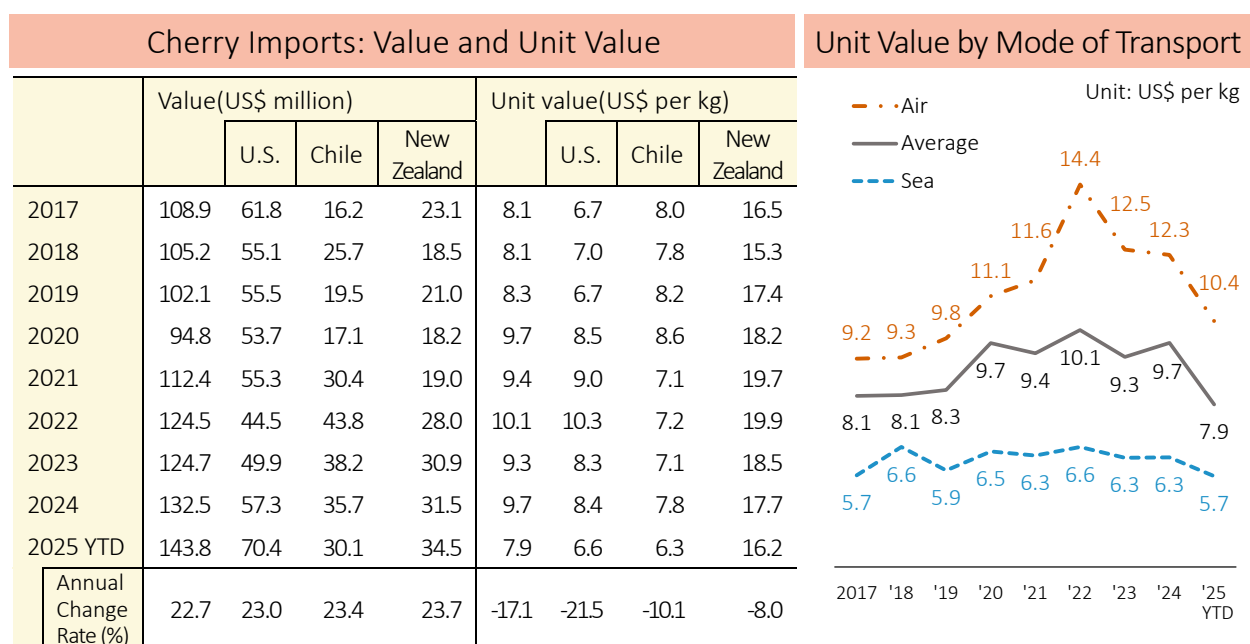 Cherry Imports: Value and Unit Value
Value(US$ million) Unit value(US$ per kg)
U.S. Chile New Zealand U.S. Chile New Zealand
2017 108.9 61.8 16.2 23.1 8.1 6.7 8.0 16.5
2018 105.2 55.1 25.7 18.5 8.1 7.0 7.8 15.3
2019 102.1 55.5 19.5 21.0 8.3 6.7 8.2 17.4
2020 94.8 53.7 17.1 18.2 9.7 8.5 8.6 18.2
2021 112.4 55.3 30.4 19.0 9.4 9.0 7.1 19.7
2022 124.5 44.5 43.8 28.0 10.1 10.3 7.2 19.9
2023 124.7 49.9 38.2 30.9 9.3 8.3 7.1 18.5
2024 132.5 57.3 35.7 31.5 9.7 8.4 7.8 17.7
2025 YTD 143.8 70.4 30.1 34.5 7.9 6.6 6.3 16.2
Annual
Change 22.7 23.0 23.4 23.7 -17.1 -21.5 -10.1 -8.0
Rate (%)
Unit Value by Mode of Transport
Unit: US$ per kg
Air
Average
Sea
9.2 9.3 9.8 11.1 11.6 14.4 12.5 12.3 10.4
8.1 8.1 8.3 9.7 9.4 10.1 9.3 9.7 7.9
5.7 6.6 5.9 6.5 6.3 6.6 6.3 6.3 5.7
2017 '18 '19 '20 '21 '22 '23 '24 '25
YTD